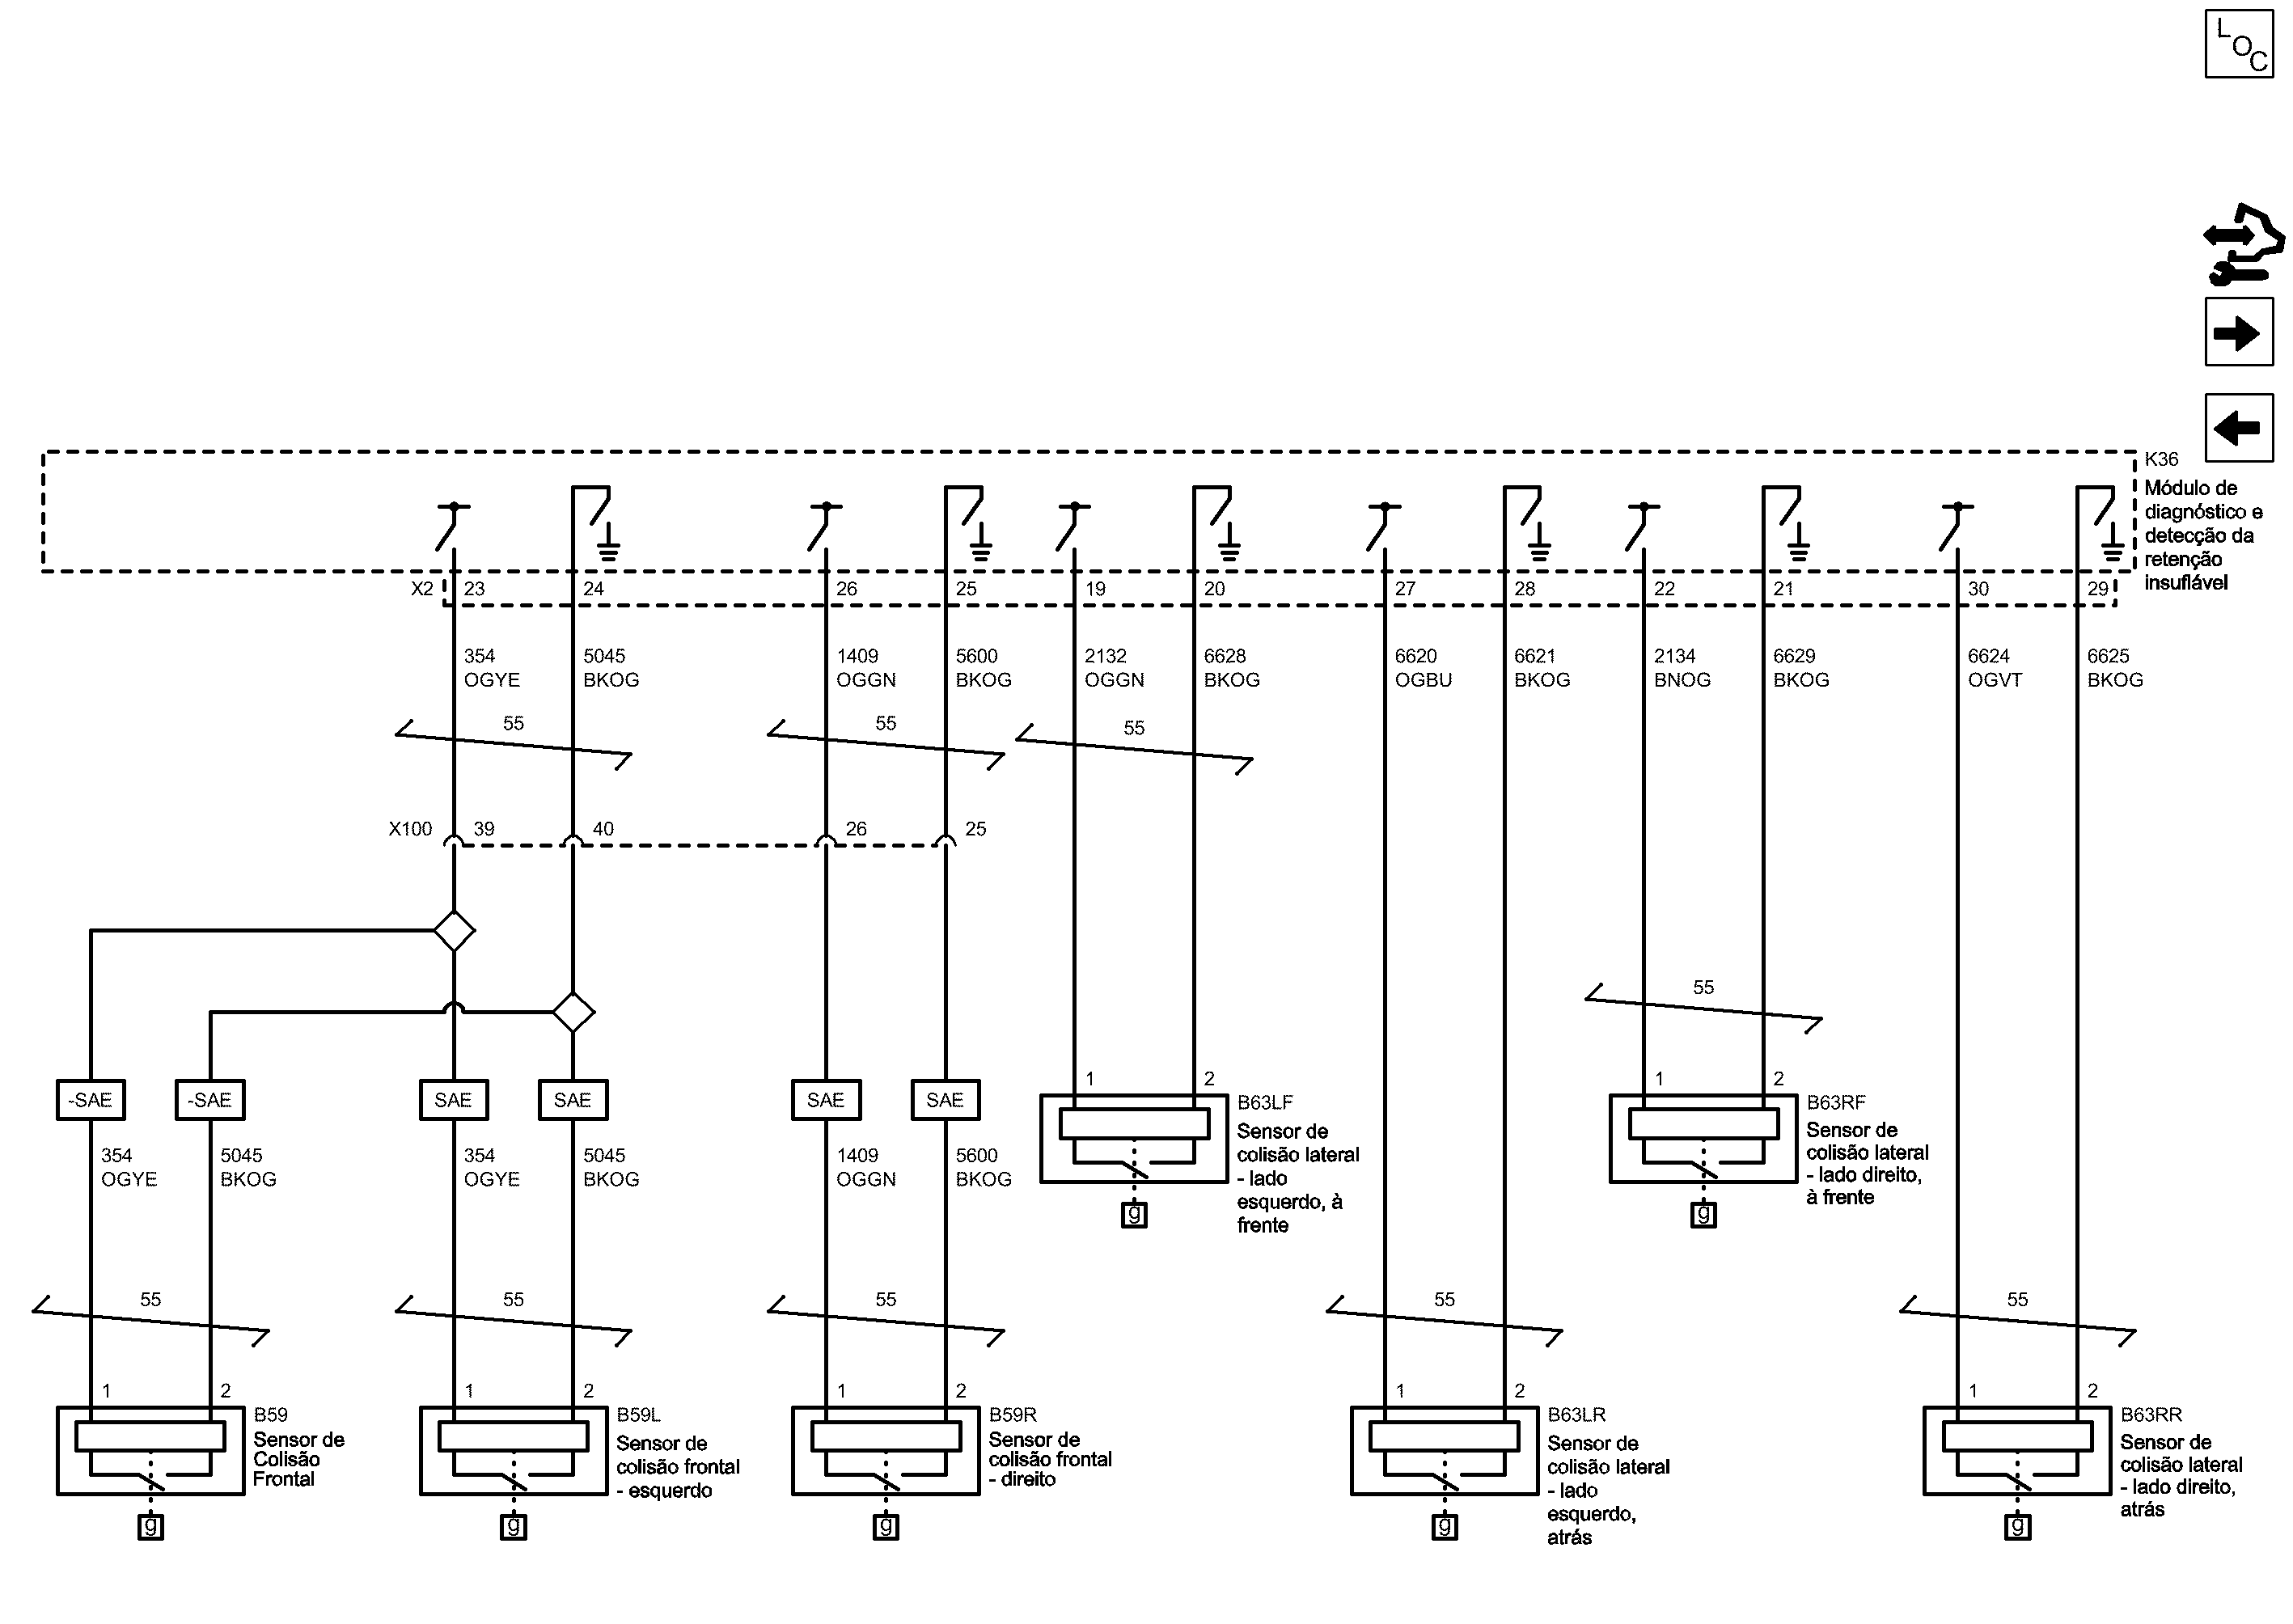 LOC
K36
Módulo de
diagnóstico e
detecção da
retenção
insuflável
X2 23 24 26 25 19 20 27 28 22 21 30 29
354 5045 1409 5600 2132 6628 6620 6621 2134 6629 6624 6625
OGYE BKOG OGGN BKOG OGGN BKOG OGBU BKOG BNOG BKOG OGVT BKOG
55 55 55
X100 39 40 26 25
55
1 2 1 2
-SAE -SAE SAE SAE SAE SAE
B63LF
Sensor de
colisão lateral
- lado
esquerdo, à
frente
g
B63RF
Sensor de
colisão lateral
- lado direito,
à frente
g
354 5045 354 5045 1409 5600
OGYE BKOG OGYE BKOG OGGN BKOG
55 55 55 55 55
1 2 1 2 1 2 1 2 1 2
B59
Sensor de
Colisão
Frontal
g
B59L
Sensor de
colisão frontal
- esquerdo
g
B59R
Sensor de
colisão frontal
- direito
g
B63LR
Sensor de
colisão lateral
- lado
esquerdo,
atrás
g
B63RR
Sensor de
colisão lateral
- lado direito,
atrás
g